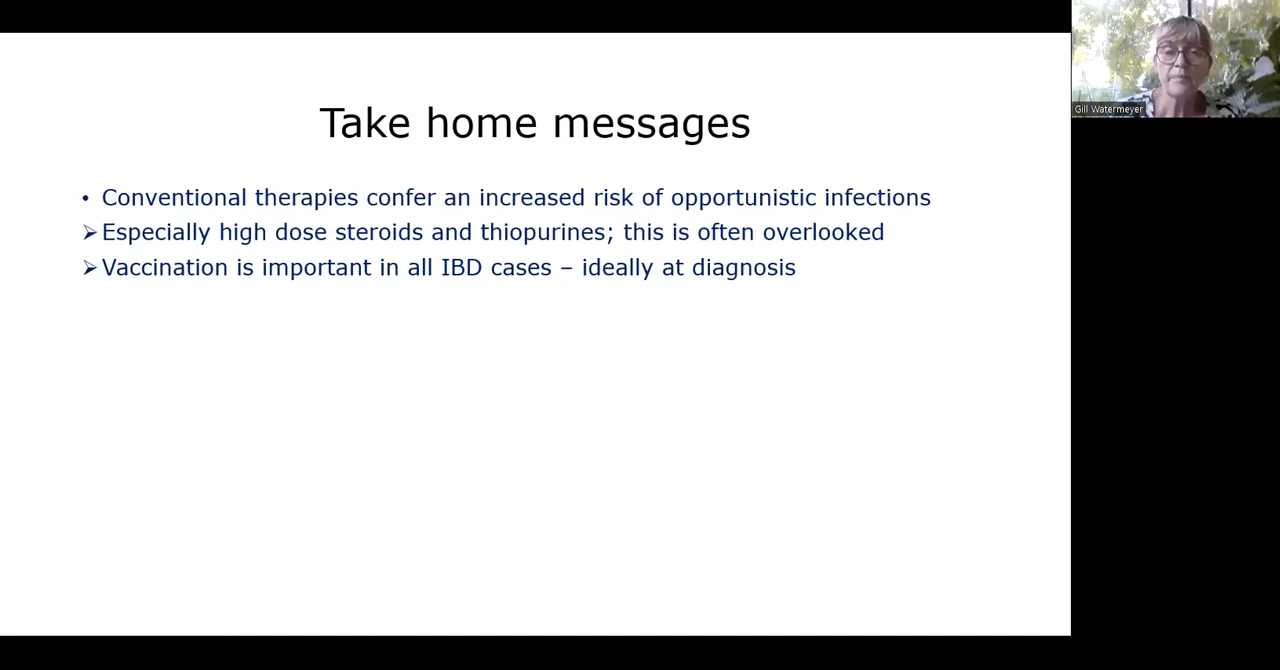 Take home messages
• Conventional therapies confer an increased risk of opportunistic infections
➢ Especially high dose steroids and thiopurines; this is often overlooked
➢ Vaccination is important in all IBD cases – ideally at diagnosis
Gill Watermeyer